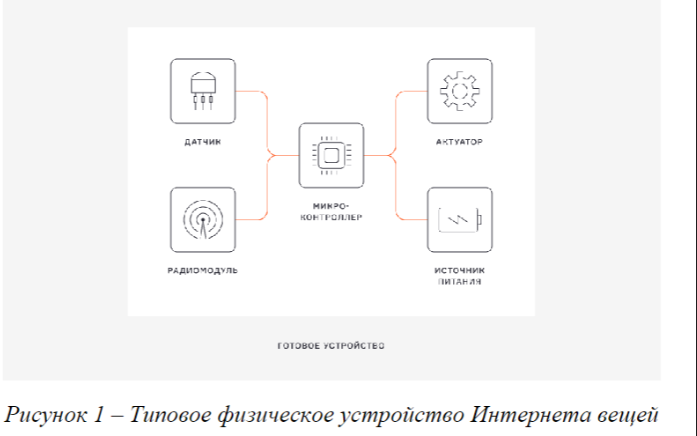 ДАТЧИК
АКТУАТОР
МИКРО-
КОНТРОЛЛЕР
РАДИОМОДУЛЬ
ИСТОЧНИК
ПИТАНИЯ
ГОТОВОЕ УСТРОЙСТВО
Рисунок 1 – Типовое физическое устройство Интернета вещей